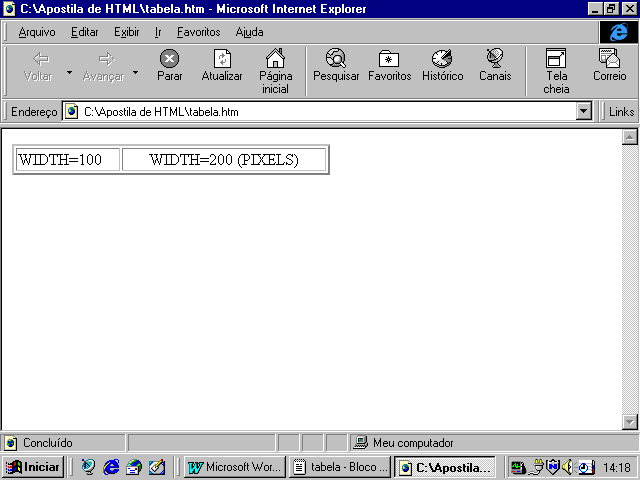 C:\Apostila de HTML\tabela.htm - Microsoft Internet Explorer
Arquivo Editar Exibir Ir Favoritos Ajuda
Voltar Avançar Parar Atualizar Página inicial Pesquisar Favoritos Histórico Canais Tela cheia Correio
Endereço C:\Apostila de HTML\tabela.htm Links
WIDTH=100 WIDTH=200 (PIXELS)
Concluído Meu computador
Iniciar Microsoft Wor... tabela - Bloco ... C:\Apostila... 14:18